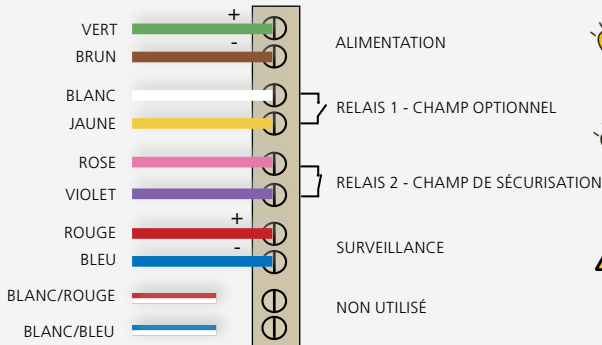 VERT + ALIMENTATION
BRUN -
BLANC RELAIS 1 - CHAMP OPTIONNEL
JAUNE
ROSE RELAIS 2 - CHAMP DE SÉCURISATION
VIOLET
ROUGE + SURVEILLANCE
BLEU -
BLANC/ROUGE NON UTILISÉ
BLANC/BLEU